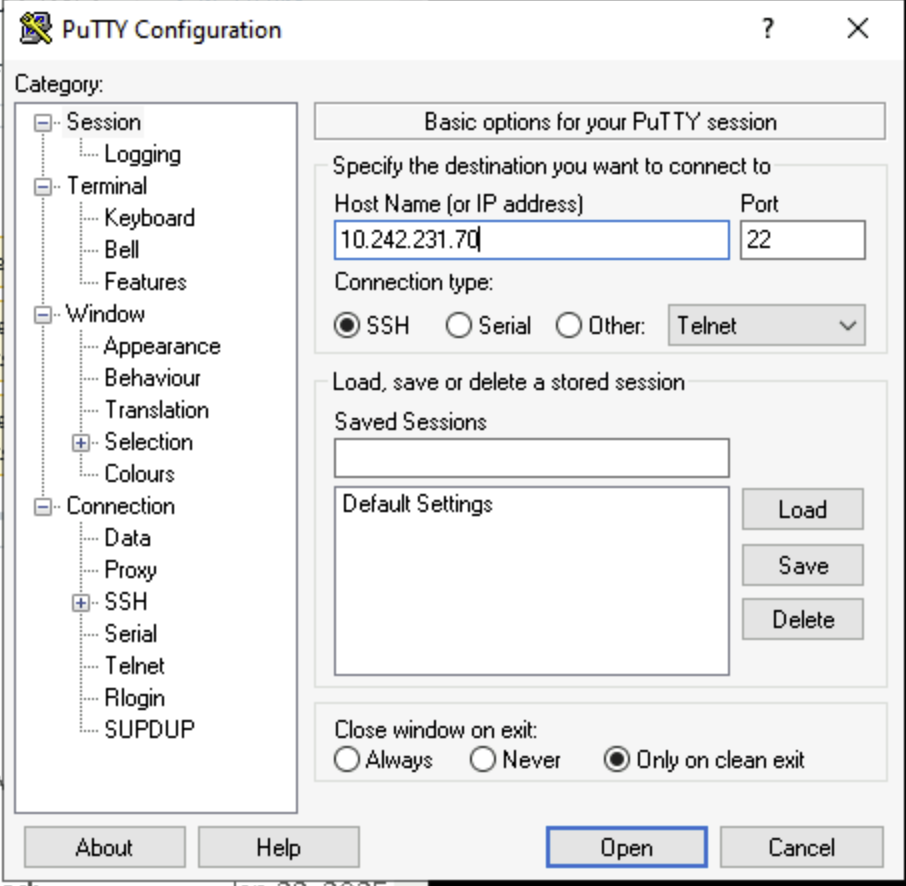 PuTTY Configuration
?
Category:
Session
Logging
Terminal
Keyboard
Bell
Features
Window
Appearance
Behaviour
Translation
Selection
Colours
Connection
Data
Proxy
SSH
Serial
Telnet
Rlogin
SUPDUP
Basic options for your PuTTY session
Specify the destination you want to connect to
Host Name (or IP address) Port
10.242.231.70 22
Connection type:
SSH Serial Other: Telnet
Load, save or delete a stored session
Saved Sessions
Default Settings
Load
Save
Delete
Close window on exit:
Always Never Only on clean exit
About Help Open Cancel